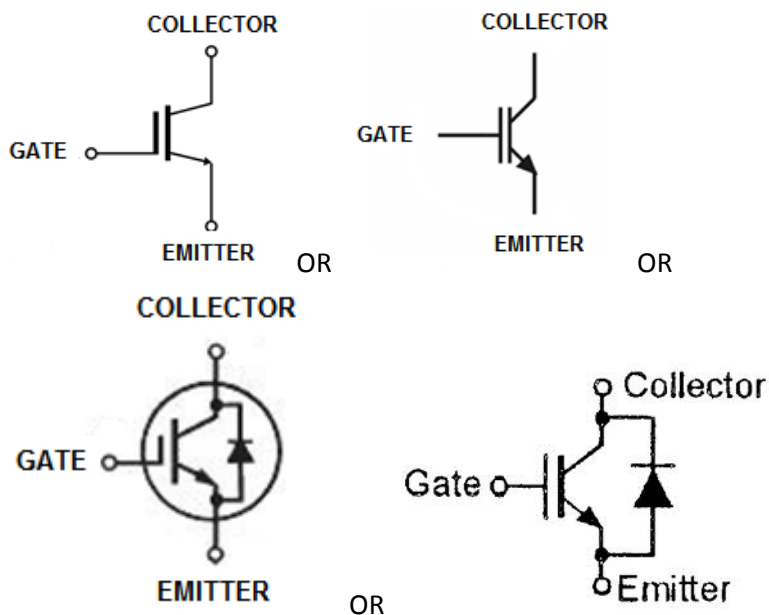 COLLECTOR
GATE
EMITTER
OR
COLLECTOR
GATE
EMITTER
OR
COLLECTOR
GATE
EMITTER
OR
Collector
Gate
Emitter